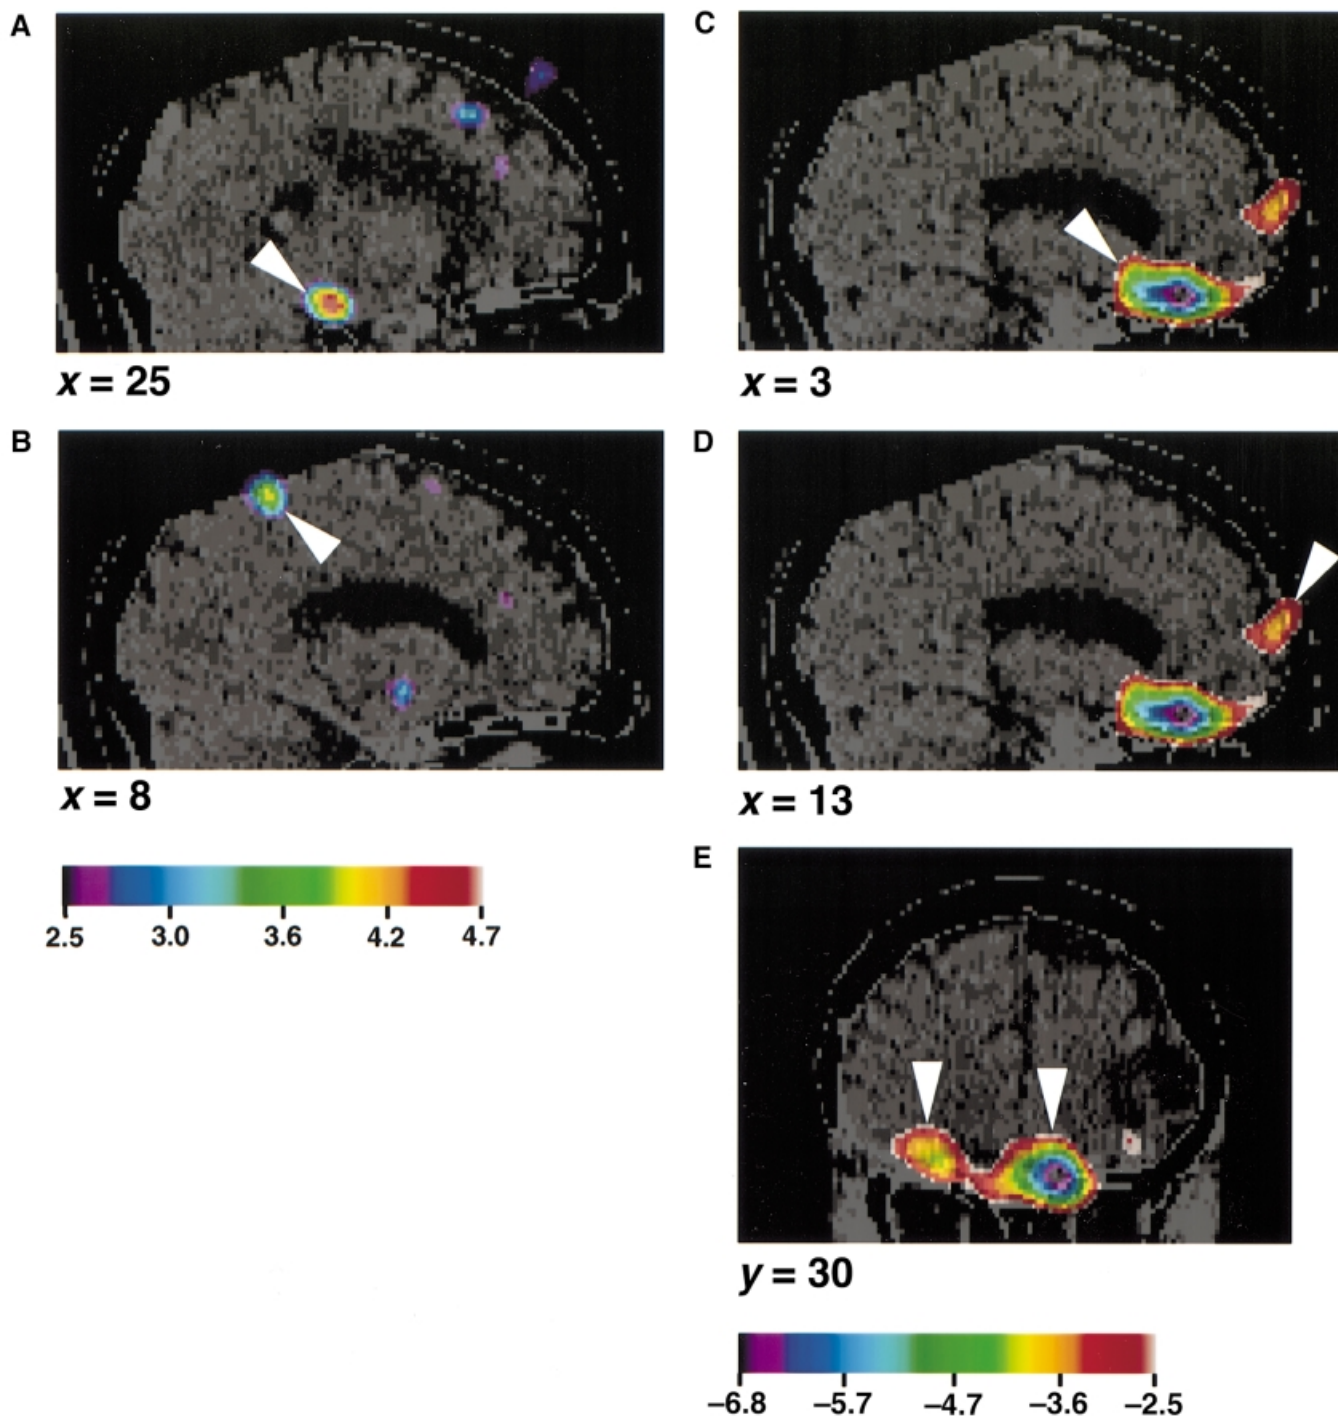 A
x = 25
B
x = 8
2.5 3.0 3.6 4.2 4.7
C
x = 3
D
x = 13
E
y = 30
−6.8 −5.7 −4.7 −3.6 −2.5